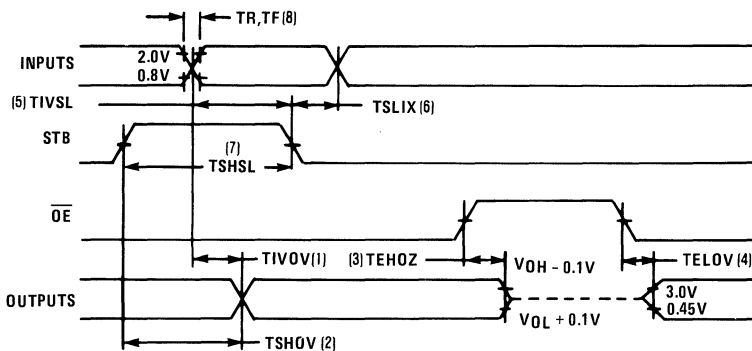 TR,TF(8)
INPUTS
2.0V
0.8V
(5) TIVSL
TSLIX (6)
STB
(7)
TSHSL
OE
TIVOV(1)
(3) TEHOZ
VOH – 0.1V
TELOV (4)
OUTPUTS
3.0V
0.45V
VOL + 0.1V
TSHOV (2)